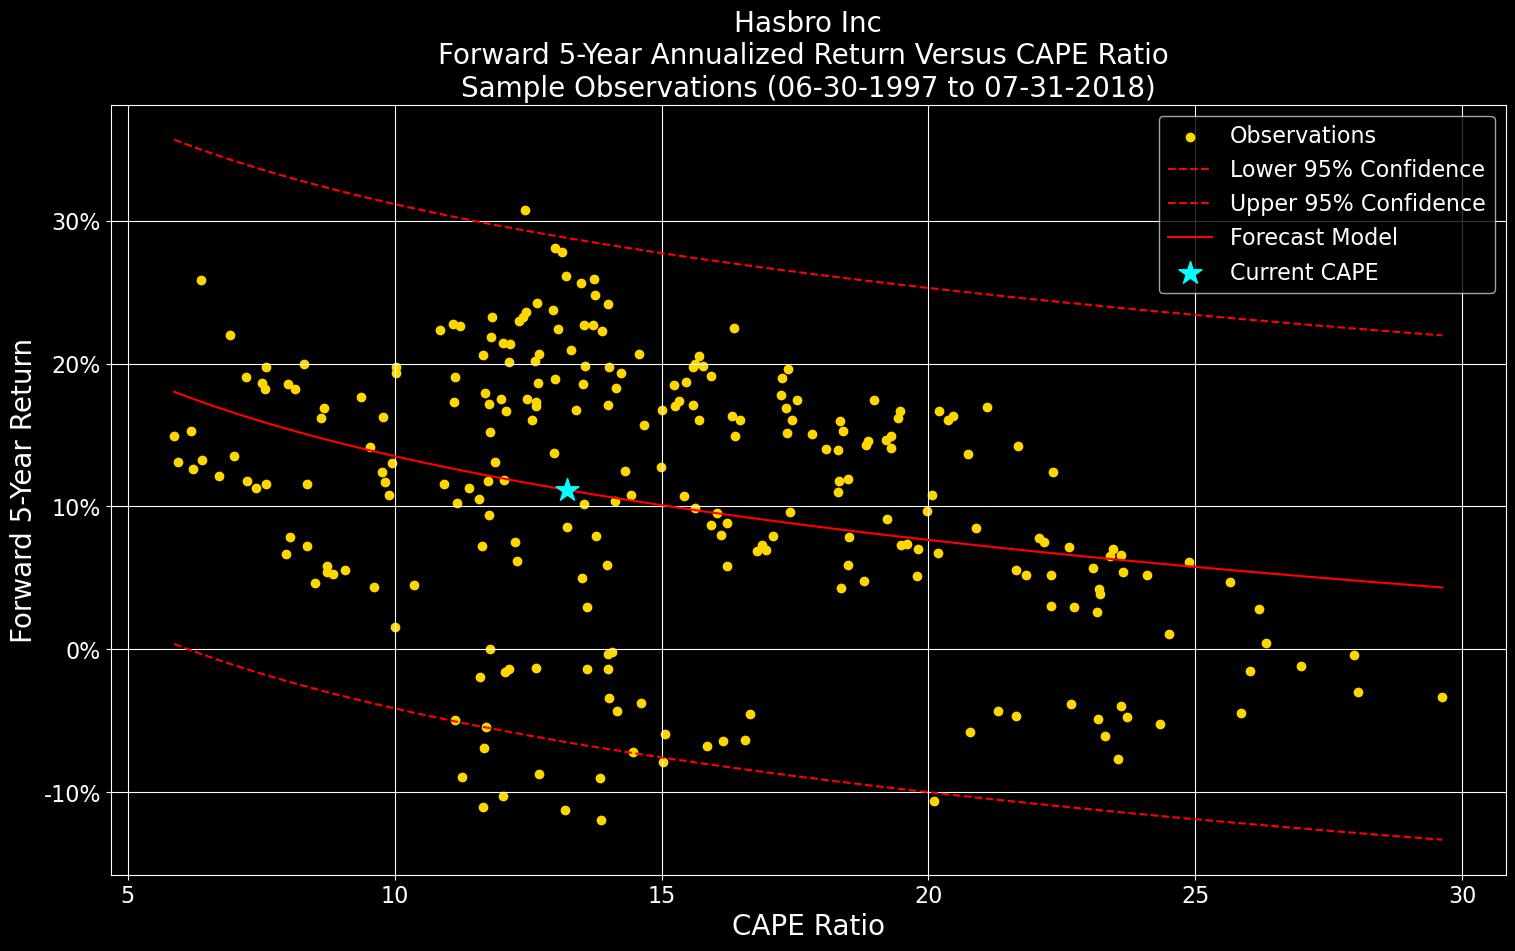 Hasbro Inc
Forward 5-Year Annualized Return Versus CAPE Ratio
Sample Observations (06-30-1997 to 07-31-2018)
Observations
Lower 95% Confidence
Upper 95% Confidence
Forecast Model
Current CAPE
Forward 5-Year Return
30%
20%
10%
0%
-10%
5
10
15
20
25
30
CAPE Ratio